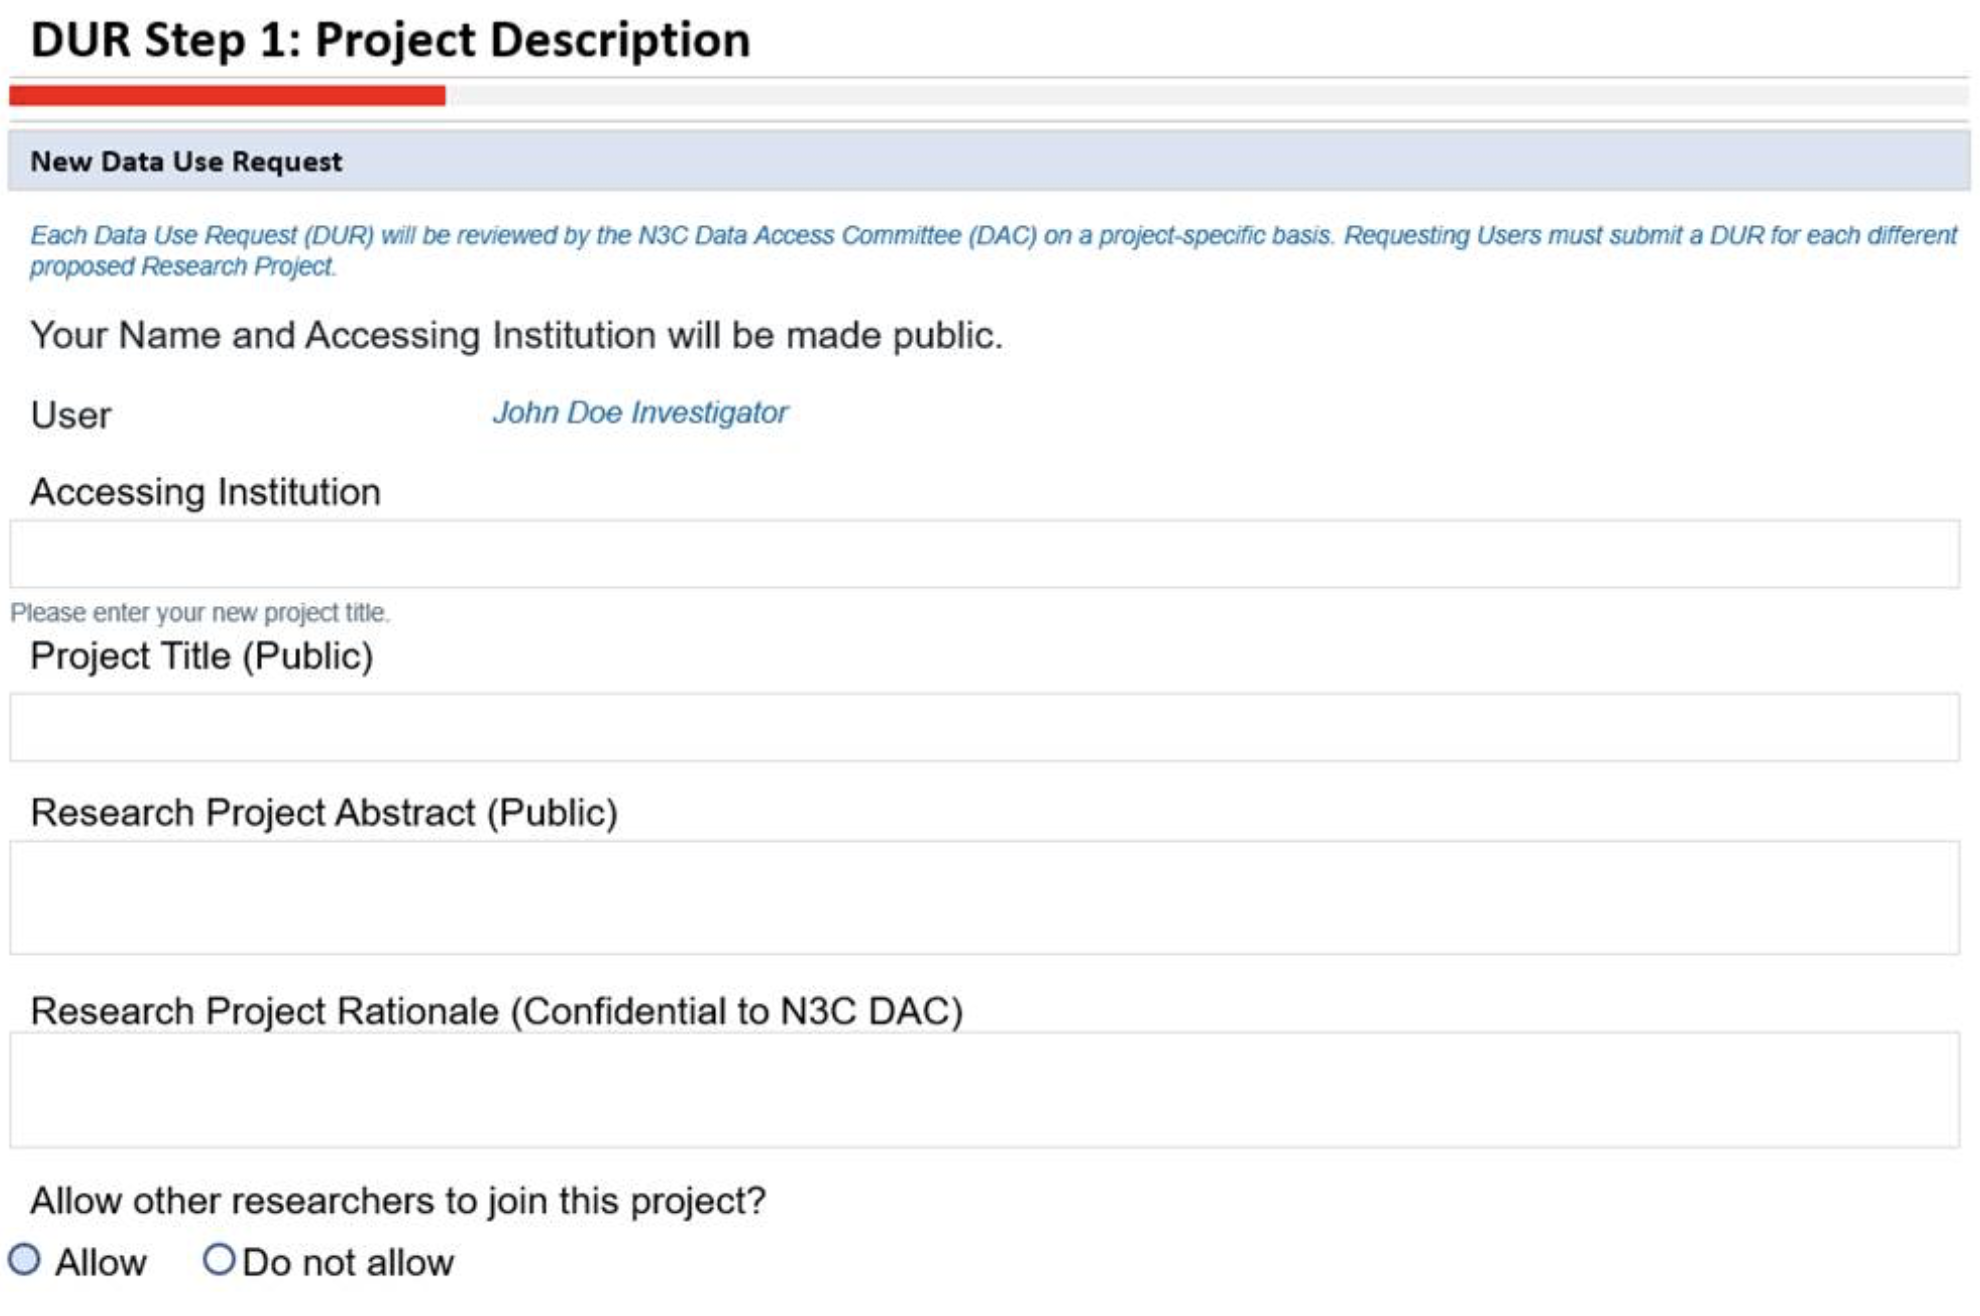 DUR Step 1: Project Description
New Data Use Request
Each Data Use Request (DUR) will be reviewed by the N3C Data Access Committee (DAC) on a project-specific basis. Requesting Users must submit a DUR for each different
proposed Research Project.
Your Name and Accessing Institution will be made public.
User John Doe Investigator
Accessing Institution
Please enter your new project title.
Project Title (Public)
Research Project Abstract (Public)
Research Project Rationale (Confidential to N3C DAC)
Allow other researchers to join this project?
Allow Do not allow